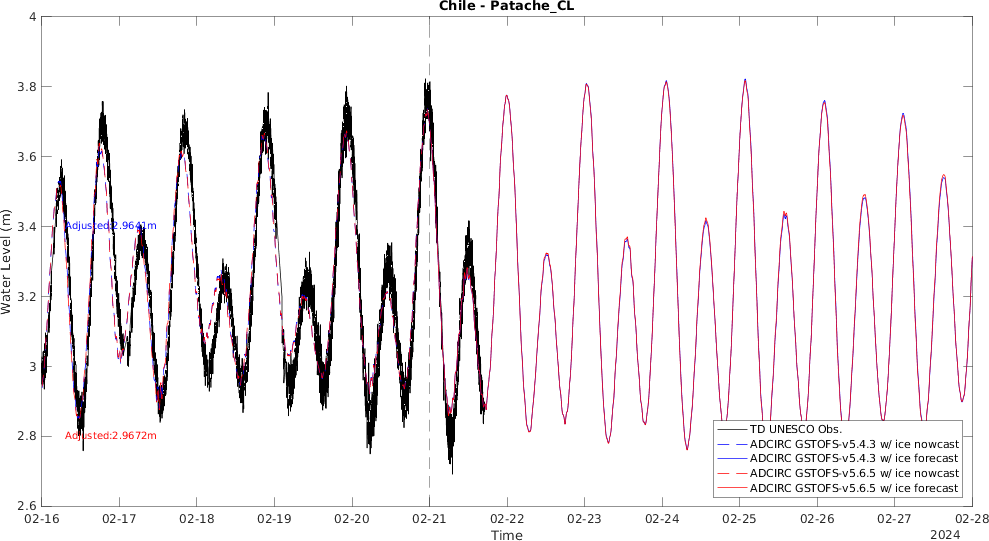 Chile - Patache_CL
4
3.8
3.6
3.4
3.2
3
2.8
2.6
Water Level (m)
Adjusted:2.9641m
Adjusted:2.9672m
TD UNESCO Obs.
ADCIRC GSTOFS-v5.4.3 w/ ice nowcast
ADCIRC GSTOFS-v5.4.3 w/ ice forecast
ADCIRC GSTOFS-v5.6.5 w/ ice nowcast
ADCIRC GSTOFS-v5.6.5 w/ ice forecast
02-16 02-17 02-18 02-19 02-20 02-21 02-22 02-23 02-24 02-25 02-26 02-27 02-28
Time
2024